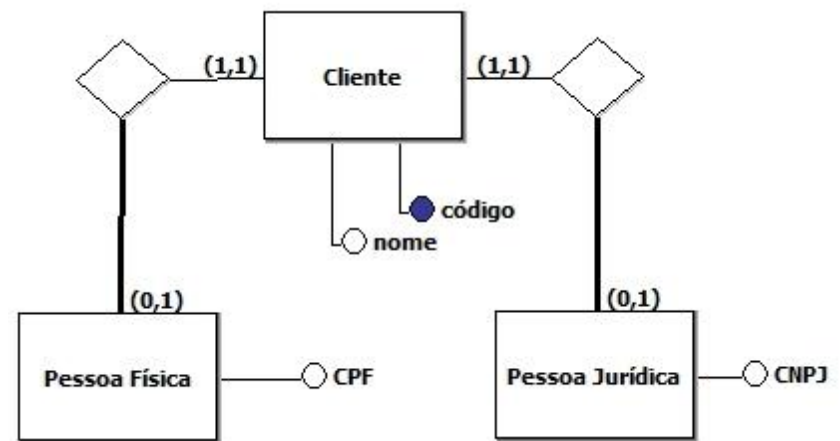 (1,1) Cliente (1,1)
código
nome
(0,1) (0,1)
Pessoa Física CPF Pessoa Jurídica CNPJ